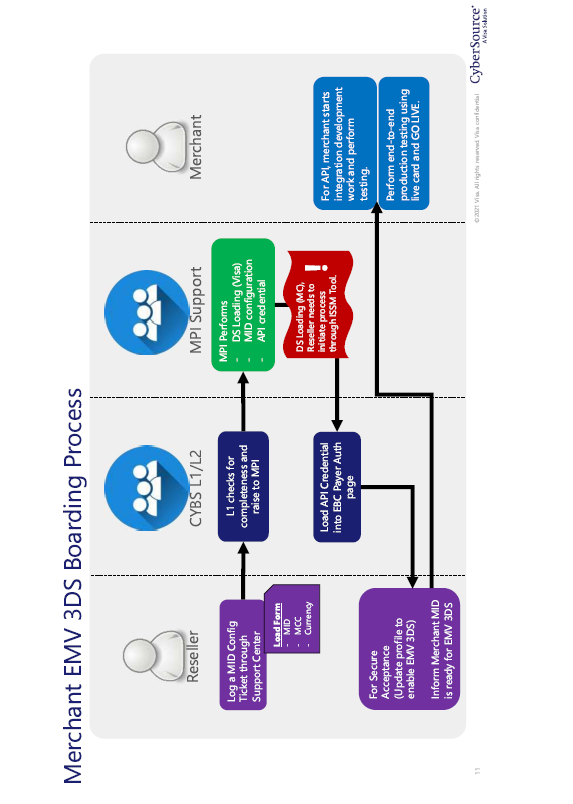 Merchant EMV 3DS Boarding Process
Reseller
CYBS L1/L2
MPI Support
Merchant
Log a MID Config
Ticket through
Support Center
Load Form
- MID
- MCC
- Currency
L1 checks for
completeness and
raise to MPI
MPI Performs
- DS Loading (Visa)
- MID configuration
- API credential
DS Loading (MC),
Reseller needs to
initiate process
through ISSM Tool.
!
Load API Credential
into EBC Payer Auth
page
For Secure
Acceptance
(Update profile to
enable EMV 3DS)
Inform Merchant MID
is ready for EMV 3DS
For API, merchant starts
integration development
work and perform
testing.
Perform end-to-end
production testing using
live card and GO LIVE.
11
© 2021 Visa. All rights reserved. Visa confidential
CyberSource®
A Visa Solution